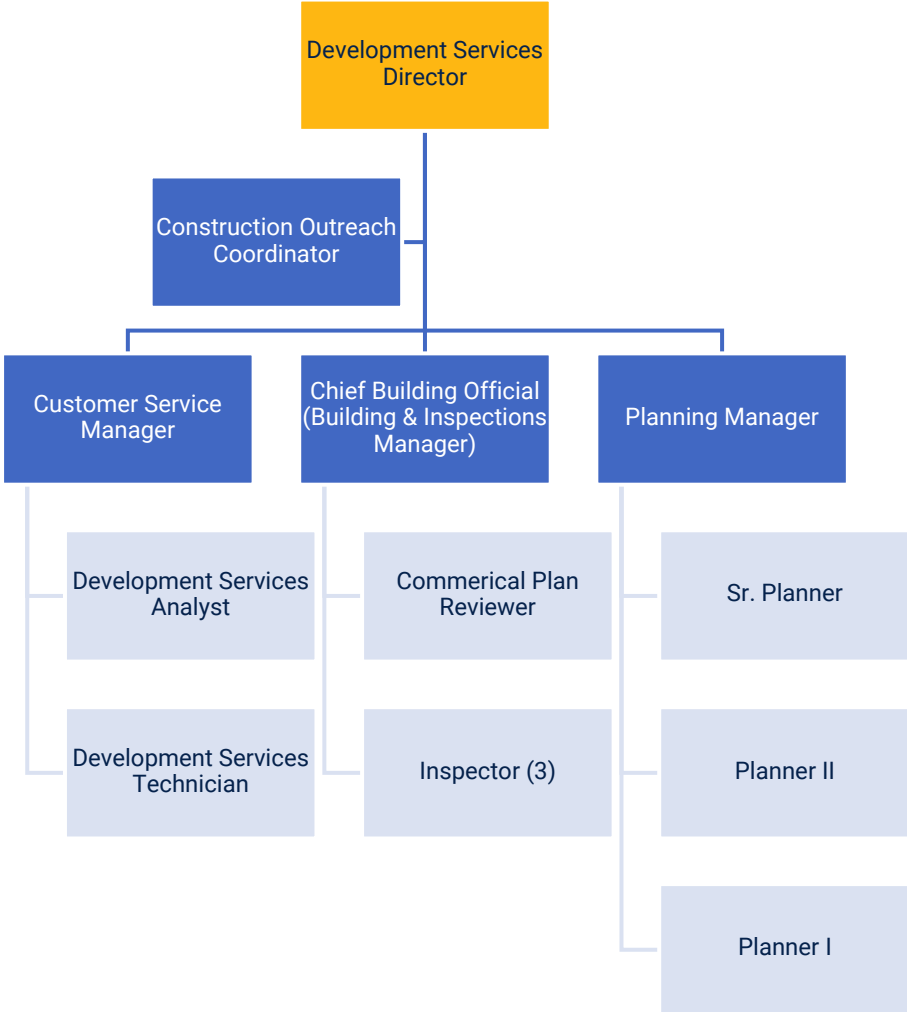 Development Services
Director
Construction Outreach
Coordinator
Customer Service
Manager
Chief Building Official
(Building & Inspections
Manager)
Planning Manager
Development Services
Analyst
Commerical Plan
Reviewer
Sr. Planner
Development Services
Technician
Inspector (3)
Planner II
Planner I